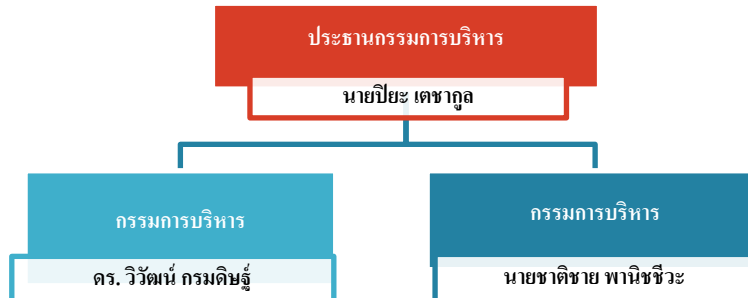 ประธานกรรมการบริหาร
นายปิยะ เตชากูล
กรรมการบริหาร
ดร. วิวัฒน์ กรมดิษฐ์
กรรมการบริหาร
นายชาติชาย พานิชชีวะ